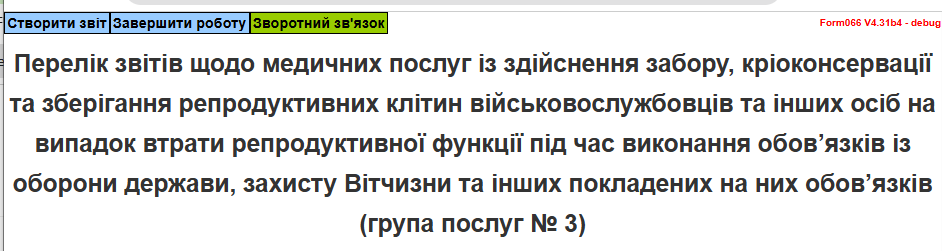 Створити звіт Завершити роботу Зворотний зв'язок Form066 V4.31b4 - debug
Перелік звітів щодо медичних послуг із здійснення забору, кріоконсервації
та зберігання репродуктивних клітин військовослужбовців та інших осіб на
випадок втрати репродуктивної функції під час виконання обов’язків із
оборони держави, захисту Вітчизни та інших покладених на них обов’язків
(група послуг № 3)